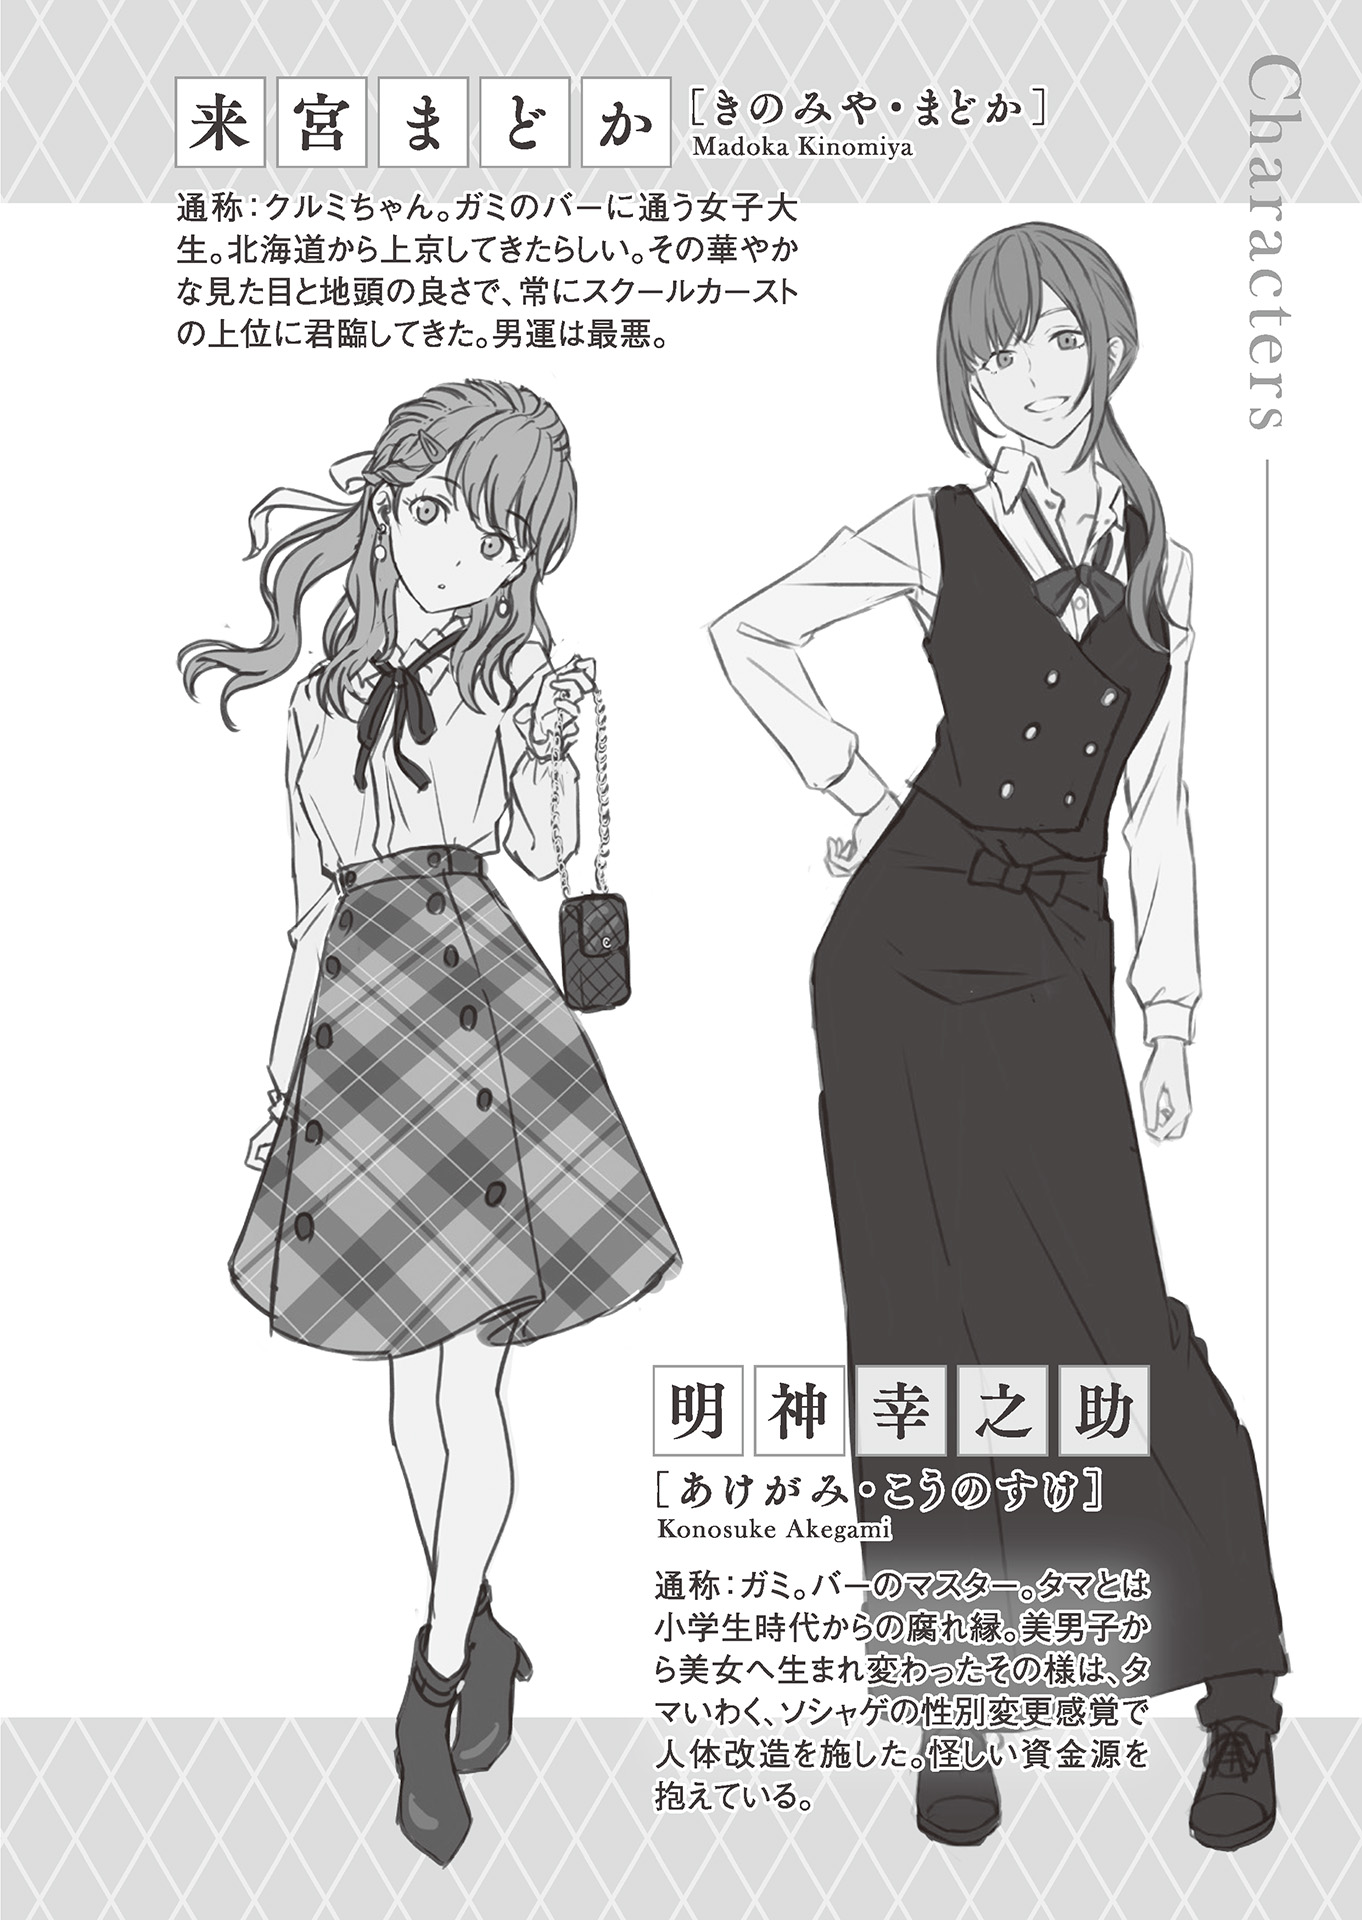 Characters
来宮まどか
[きのみや・まどか]
Madoka Kinomiya
通称：クルミちゃん。ガミのバーに通う女子大
生。北海道から上京してきたらしい。その華やか
な見た目と地頭の良さで、常にスクールカースト
の上位に君臨してきた。男運は最悪。
明神幸之助
[あけがみ・こうのすけ]
Konosuke Akegami
通称：ガミ。バーのマスター。タマとは
小学生時代からの腐れ縁。美男子か
ら美女へ生まれ変わったその様は、タ
マいわく、ソシャゲの性別変更感覚で
人体改造を施した。怪しい資金源を
抱えている。